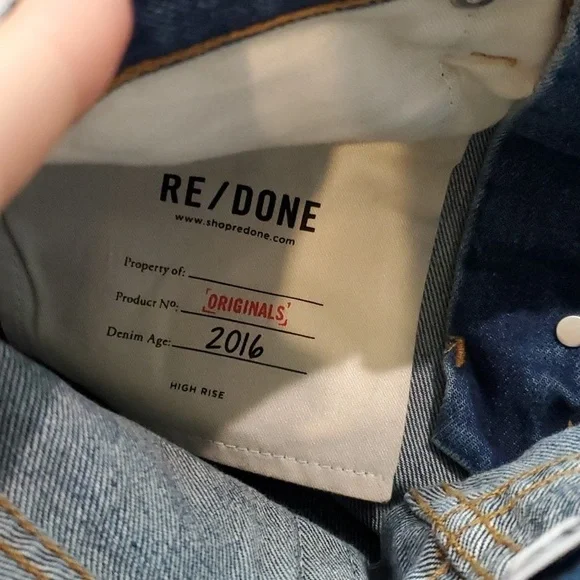 RE/DONE
www.shopredone.com
Property of:
Product Nº: [ORIGINALS]
Denim Age: 2016
HIGH RISE